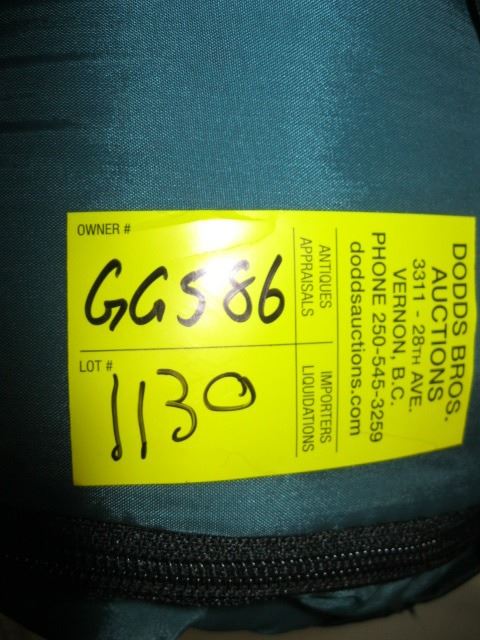 OWNER #
GG586
LOT #
1130
ANTIQUES
APPRAISALS
IMPORTERS
LIQUIDATIONS
DODDS BROS.
AUCTIONS
3311 - 28TH AVE.
VERNON, B.C.
PHONE 250-545-3259
doddsauctions.com